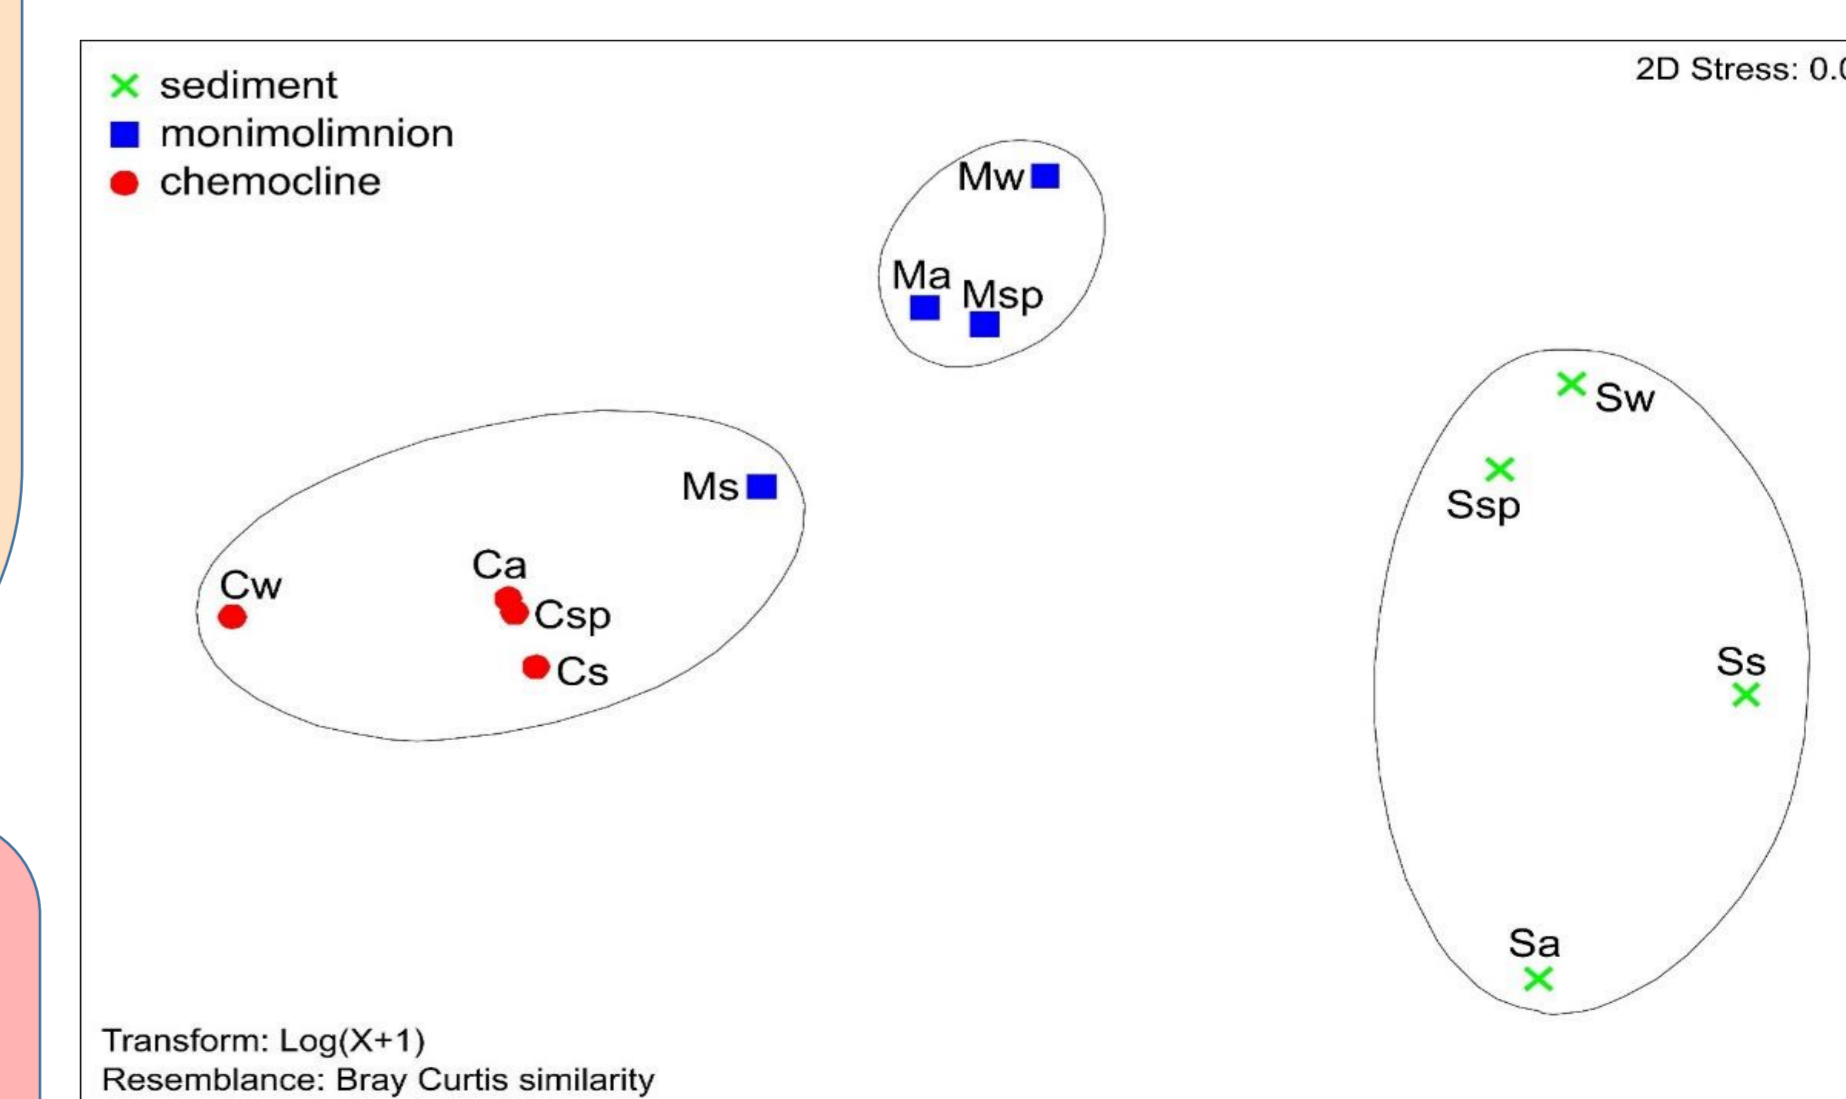 sediment
monimolimnion
chemocline
2D Stress: 0.0
Mw
Ma
Msp
Sw
Ssp
Ms
Ca
Cw
Csp
Cs
Ss
Sa
Transform: Log(X+1)
Resemblance: Bray Curtis similarity